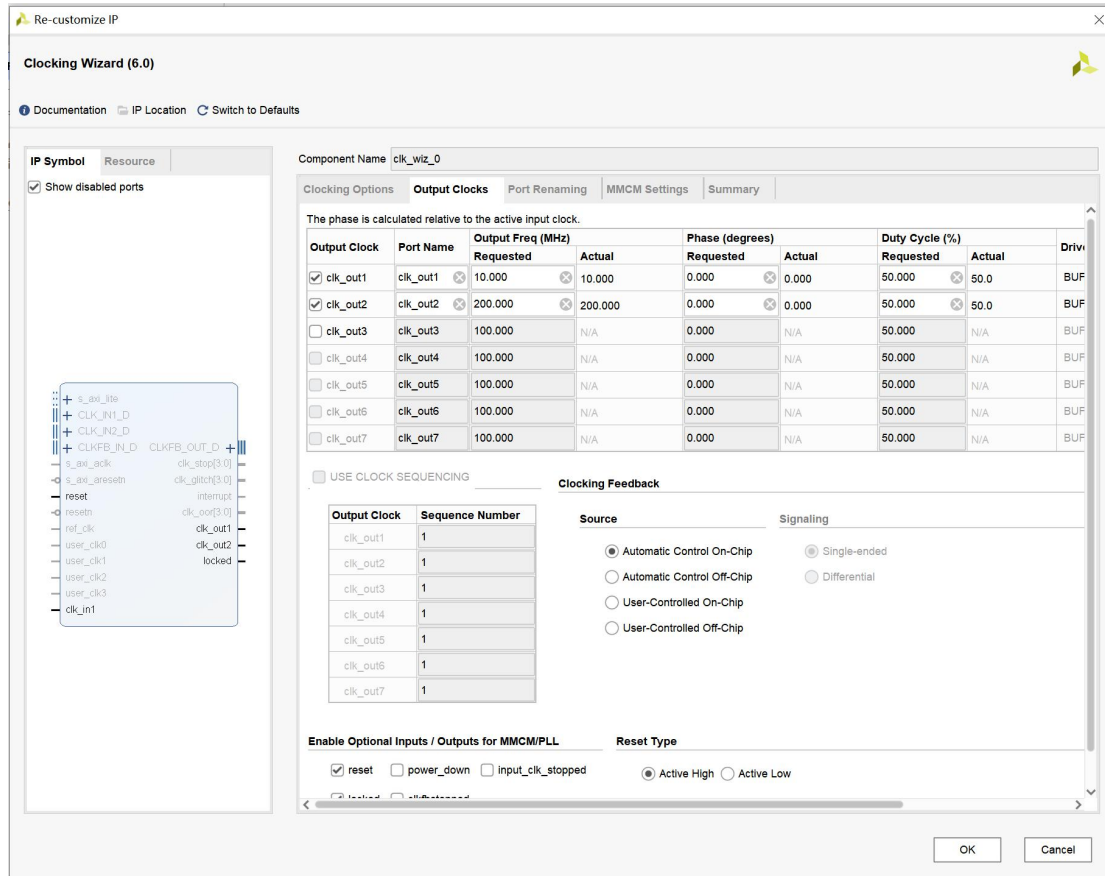 Re-customize IP
Clocking Wizard (6.0)
Documentation IP Location Switch to Defaults
IP Symbol Resource
Show disabled ports
s_axi_lite
CLK_IN1_D
CLK_IN2_D
CLKFB_IN_D CLKFB_OUT_D
s_axi_aclk clk_stop[3:0]
s_axi_aresetn clk_glitch[3:0]
reset interrupt
resetn clk_oor[3:0]
ref_clk clk_out1
user_clk0 clk_out2
user_clk1 locked
user_clk2
user_clk3
clk_in1
Component Name clk_wiz_0
Clocking Options Output Clocks Port Renaming MMCM Settings Summary
The phase is calculated relative to the active input clock.
Output Clock Port Name Output Freq (MHz) Phase (degrees) Duty Cycle (%) Drive
Requested Actual Requested Actual Requested Actual
clk_out1 clk_out1 10.000 10.000 0.000 0.000 50.000 50.0 BUF
clk_out2 clk_out2 200.000 200.000 0.000 0.000 50.000 50.0 BUF
clk_out3 clk_out3 100.000 N/A 0.000 N/A 50.000 N/A BUF
clk_out4 clk_out4 100.000 N/A 0.000 N/A 50.000 N/A BUF
clk_out5 clk_out5 100.000 N/A 0.000 N/A 50.000 N/A BUF
clk_out6 clk_out6 100.000 N/A 0.000 N/A 50.000 N/A BUF
clk_out7 clk_out7 100.000 N/A 0.000 N/A 50.000 N/A BUF
USE CLOCK SEQUENCING
Output Clock Sequence Number
clk_out1 1
clk_out2 1
clk_out3 1
clk_out4 1
clk_out5 1
clk_out6 1
clk_out7 1
Clocking Feedback
Source Signaling
Automatic Control On-Chip Single-ended
Automatic Control Off-Chip Differential
User-Controlled On-Chip
User-Controlled Off-Chip
Enable Optional Inputs / Outputs for MMCM/PLL Reset Type
reset power_down input_clk_stopped Active High Active Low
locked clkfbstopped
OK Cancel